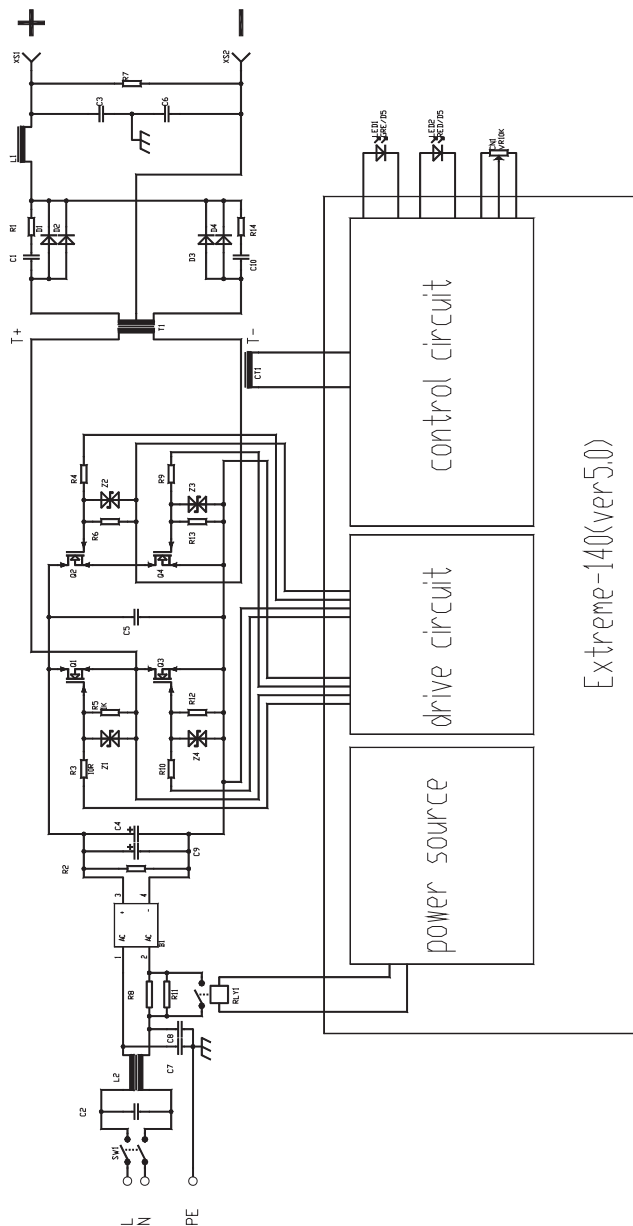 +
-
XS1
XS2
R7
C3
C6
L1
R1
D1
D2
C1
D3
D4
R14
C10
T1
T+
T-
CT1
LED1
GRE/D5
LED2
RED/D5
CN1
VR10K
control circuit
R4
Z2
R6
Q2
R9
Z3
R13
Q4
C5
Q1
R5
1K
Z1
R3
10R
Q3
R12
Z4
R10
drive circuit
Extreme-140(ver5.0)
C4
+
C9
+
R2
3
4
+
-
AC
AC
B1
1
2
power source
R8
R11
RLY1
C8
C7
L2
C2
SW1
L
N
PE